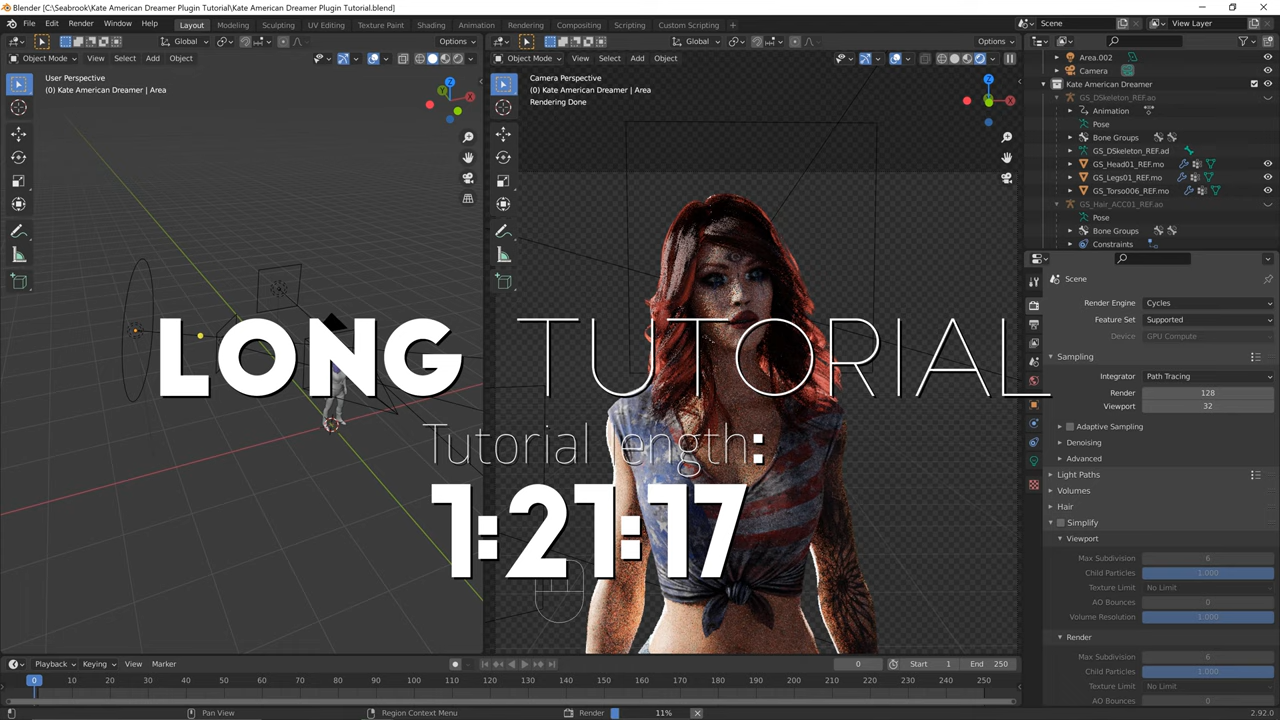 Blender [C:\Seabrook\Kate American Dreamer Plugin Tutorial\Kate American Dreamer Plugin Tutorial.blend]
File Edit Render Window Help Layout Modeling Sculpting UV Editing Texture Paint Shading Animation Rendering Compositing Scripting Custom Scripting Scene View Layer
Global Options Global Options
Object Mode View Select Add Object Object Mode View Select Add Object
User Perspective
(0) Kate American Dreamer | Area
Camera Perspective
(0) Kate American Dreamer | Area
Rendering Done
Z
Y
X
Z
X
Area.002
Camera
Kate American Dreamer
GS_DSkeleton_REF.ao
Animation
Pose
Bone Groups
GS_DSkeleton_REF.ad
GS_Head01_REF.mo
GS_Legs01_REF.mo
GS_Torso006_REF.mo
GS_Hair_ACC01_REF.ao
Pose
Bone Groups
Constraints
Scene
Render Engine Cycles
Feature Set Supported
Device GPU Compute
Sampling
Integrator Path Tracing
Render 128
Viewport 32
Adaptive Sampling
Denoising
Advanced
Light Paths
Volumes
Hair
Simplify
Viewport
Max Subdivision 6
Child Particles 1.000
Texture Limit No Limit
AO Bounces 0
Volume Resolution 1.000
Render
Max Subdivision 6
Child Particles 1.000
Texture Limit No Limit
AO Bounces 0
LONG TUTORIAL
Tutorial length:
1:21:17
Playback Keying View Marker 0 Start 1 End 250
0 10 20 30 40 50 60 70 80 90 100 110 120 130 140 150 160 170 180 190 200 210 220 230 240 250
Pan View Region Context Menu Render 11% 2.92.0